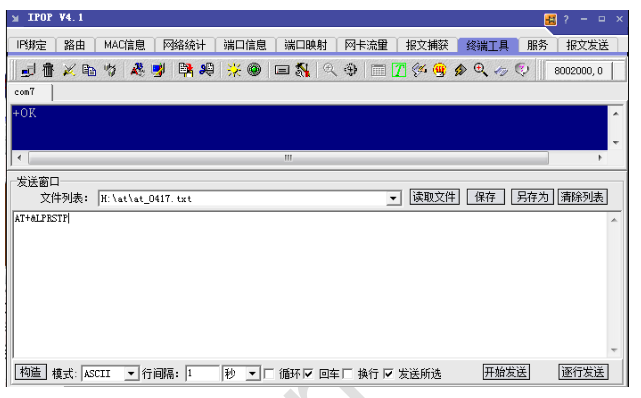 IPOP V4.1
IP绑定 路由 MAC信息 网络统计 端口信息 端口映射 网卡流量 报文捕获 终端工具 服务 报文发送
8002000,0
com7
+OK
发送窗口
文件列表: H:\at\at_0417.txt 读取文件 保存 另存为 清除列表
AT+&LPRSTP
构造 模式: ASCII 行间隔: 1 秒 循环 回车 换行 发送所选 开始发送 逐行发送